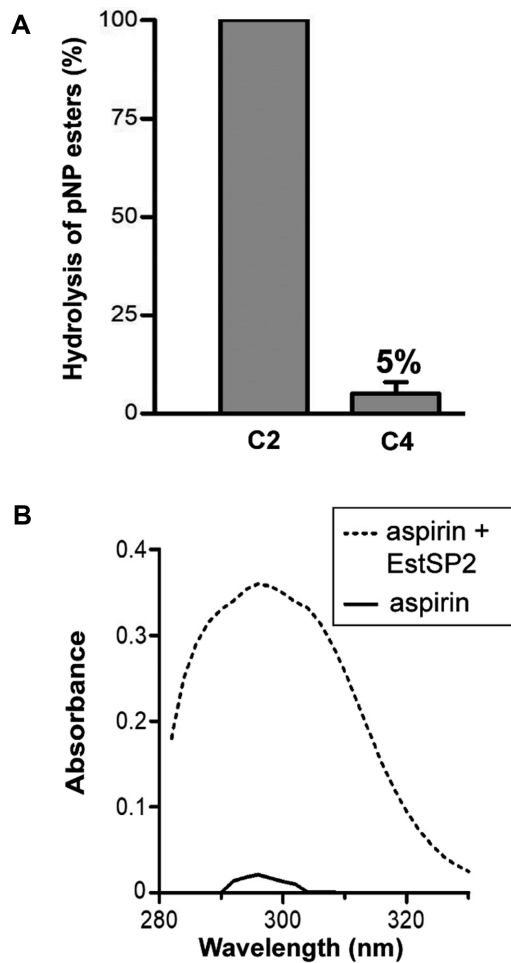 A
Hydrolysis of pNP esters (%)
100
75
50
25
0
5%
C2
C4
B
aspirin +
EstSP2
aspirin
Absorbance
0.4
0.3
0.2
0.1
0
280
300
320
Wavelength (nm)